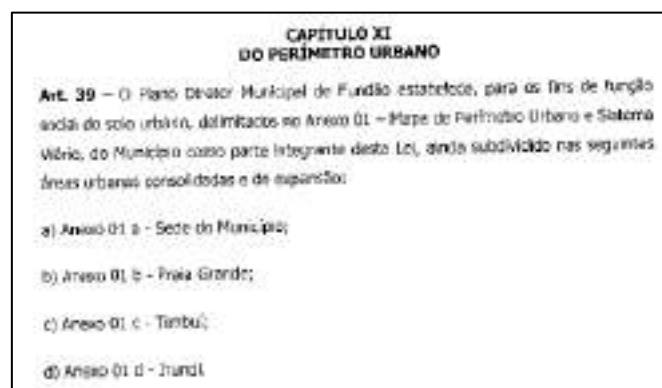 CAPÍTULO XI
DO PERÍMETRO URBANO
Art. 39 – O Plano Diretor Municipal de Fundão estabelece, para os fins de função
social do solo urbano, delimitados no Anexo 01 – Mapa de Perímetro Urbano e Sistema
Viário, do Município como parte integrante desta Lei, ainda subdividido nas seguintes
áreas urbanas consolidadas e de expansão:
a) Anexo 01 a - Sede do Município;
b) Anexo 01 b - Praia Grande;
c) Anexo 01 c - Timbuí;
d) Anexo 01 d - Irundi.